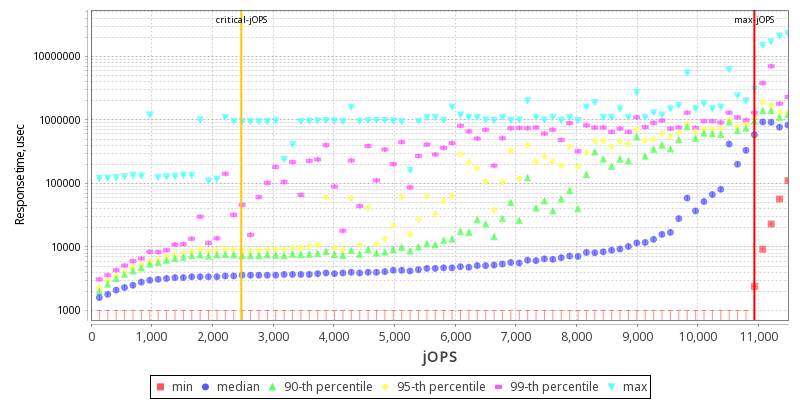 critical-jOPS
max-jOPS
10000000
1000000
100000
10000
1000
Response time, usec
0
1,000
2,000
3,000
4,000
5,000
6,000
7,000
8,000
9,000
10,000
11,000
jOPS
min
median
90-th percentile
95-th percentile
99-th percentile
max